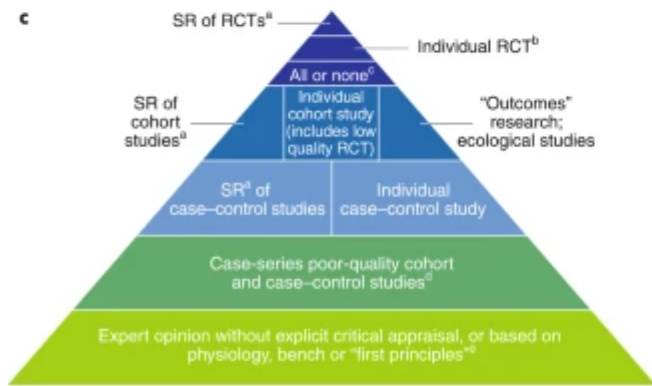 c
SR of RCTsᵃ
Individual RCTᵇ
All or noneᶜ
SR of
cohort
studiesᵃ
Individual
cohort study
(includes low
quality RCT)
“Outcomes”
research;
ecological studies
SRᵃ of
case–control studies
Individual
case–control study
Case-series poor-quality cohort
and case–control studiesᵈ
Expert opinion without explicit critical appraisal, or based on
physiology, bench or “first principles”ᵉ